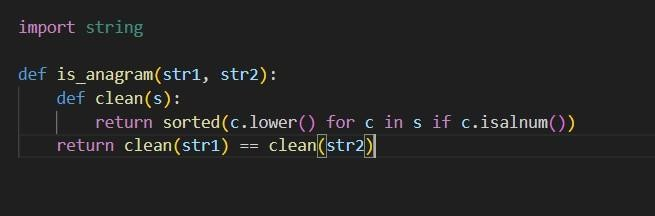 import string

def is_anagram(str1, str2):
    def clean(s):
        return sorted(c.lower() for c in s if c.isalnum())
    return clean(str1) == clean(str2)